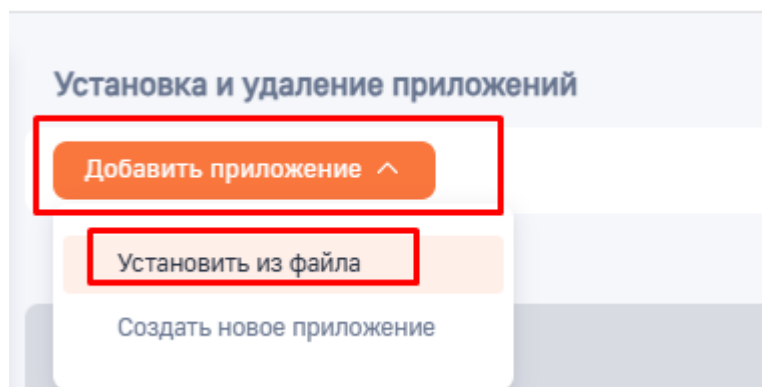 Установка и удаление приложений
Добавить приложение
Установить из файла
Создать новое приложение